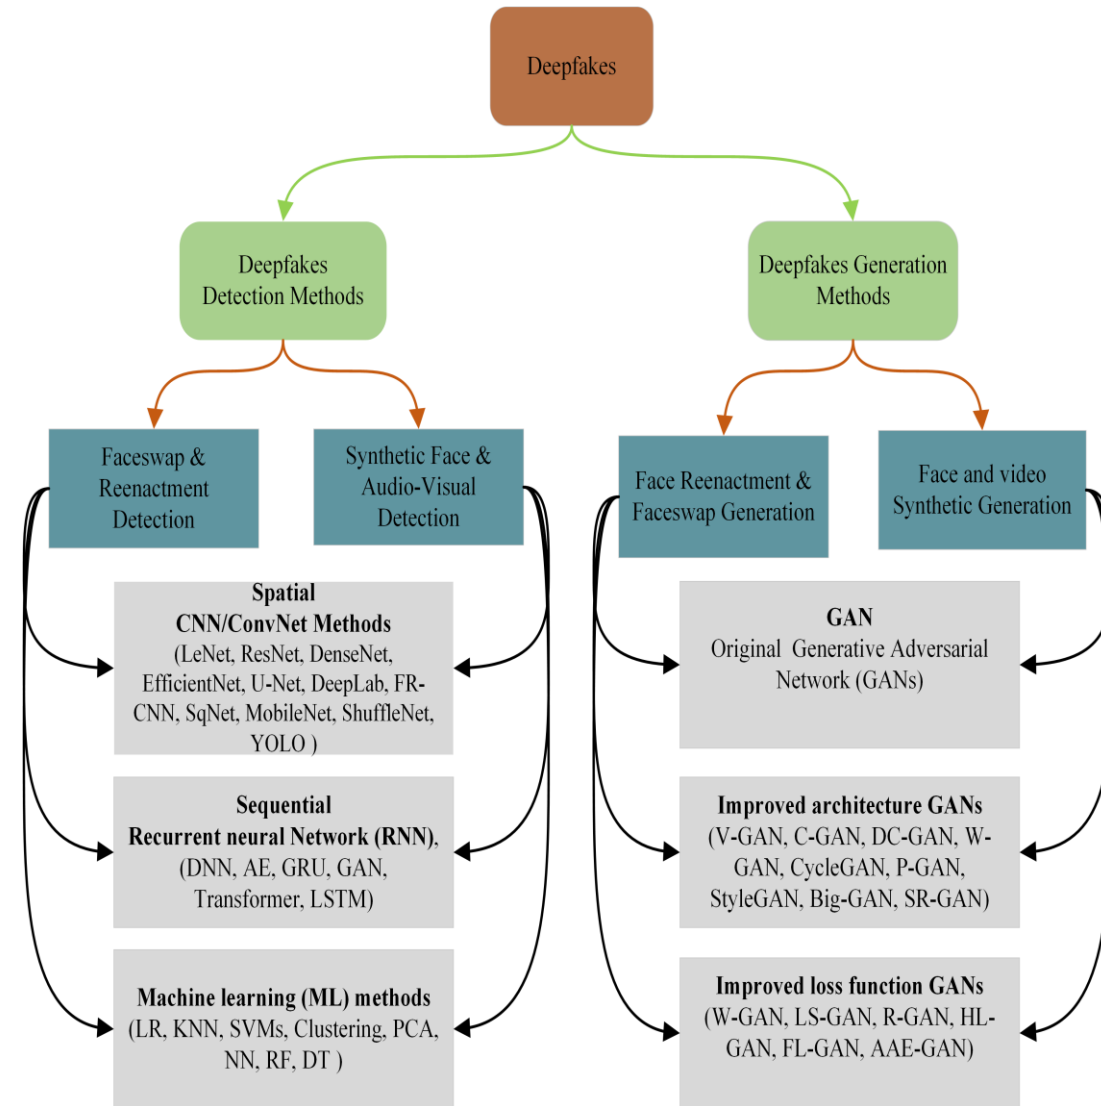 Deepfakes
Deepfakes
Detection Methods
Deepfakes Generation
Methods
Faceswap &
Reenactment
Detection
Synthetic Face &
Audio-Visual
Detection
Face Reenactment &
Faceswap Generation
Face and video
Synthetic Generation
Spatial
CNN/ConvNet Methods
(LeNet, ResNet, DenseNet,
EfficientNet, U-Net, DeepLab, FR-
CNN, SqNet, MobileNet, ShuffleNet,
YOLO )
Sequential
Recurrent neural Network (RNN),
(DNN, AE, GRU, GAN,
Transformer, LSTM)
Machine learning (ML) methods
(LR, KNN, SVMs, Clustering, PCA,
NN, RF, DT )
GAN
Original  Generative Adversarial
Network (GANs)
Improved architecture GANs
(V-GAN, C-GAN, DC-GAN, W-
GAN, CycleGAN, P-GAN,
StyleGAN, Big-GAN, SR-GAN)
Improved loss function GANs
(W-GAN, LS-GAN, R-GAN, HL-
GAN, FL-GAN, AAE-GAN)